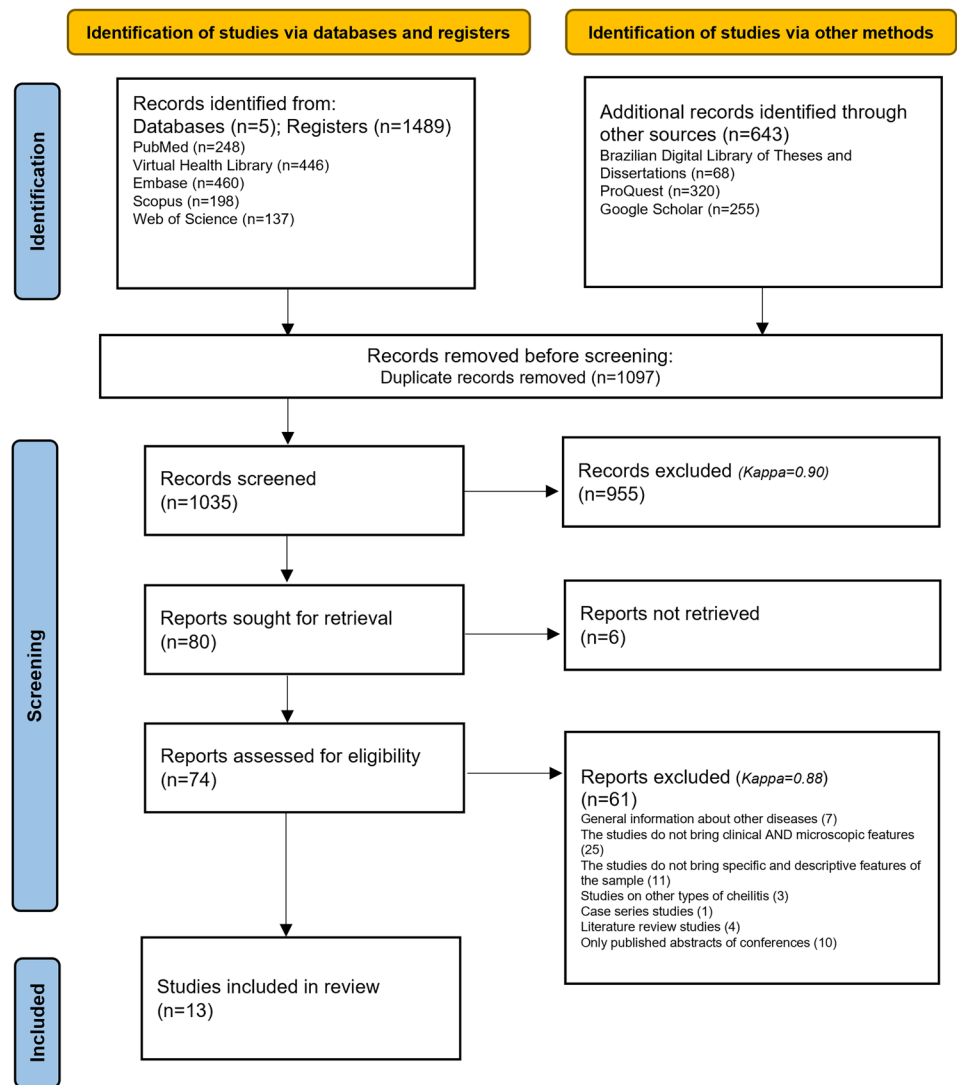 Identification of studies via databases and registers
Identification of studies via other methods
Identification
Records identified from:
Databases (n=5); Registers (n=1489)
PubMed (n=248)
Virtual Health Library (n=446)
Embase (n=460)
Scopus (n=198)
Web of Science (n=137)
Additional records identified through
other sources (n=643)
Brazilian Digital Library of Theses and
Dissertations (n=68)
ProQuest (n=320)
Google Scholar (n=255)
Records removed before screening:
Duplicate records removed (n=1097)
Screening
Records screened
(n=1035)
Records excluded (Kappa=0.90)
(n=955)
Reports sought for retrieval
(n=80)
Reports not retrieved
(n=6)
Reports assessed for eligibility
(n=74)
Reports excluded (Kappa=0.88)
(n=61)
General information about other diseases (7)
The studies do not bring clinical AND microscopic features
(25)
The studies do not bring specific and descriptive features of
the sample (11)
Studies on other types of cheilitis (3)
Case series studies (1)
Literature review studies (4)
Only published abstracts of conferences (10)
Included
Studies included in review
(n=13)